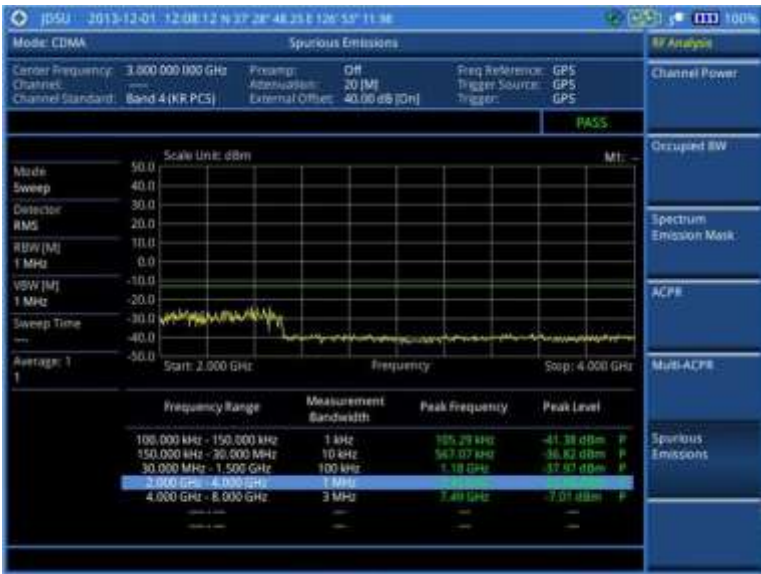 JDSU 2013-12-01 12:08:12 N 37° 28' 48.25 E 126° 53' 11.98 100%
Mode: CDMA Spurious Emissions RF Analysis
Center Frequency: 3.000 000 000 GHz Preamp: Off Freq Reference: GPS
Channel: ---- Attenuation: 20 [M] Trigger Source: GPS
Channel Standard: Band 4 (KR PCS) External Offset: 40.00 dB [On] Trigger: GPS
PASS
Channel Power
Occupied BW
Spectrum
Emission Mask
ACPR
Multi-ACPR
Spurious
Emissions
Mode
Sweep
Detector
RMS
RBW [M]
1 MHz
VBW [M]
1 MHz
Sweep Time
----
Average: 1
1
Scale Unit: dBm M1: --
50.0
40.0
30.0
20.0
10.0
0.0
-10.0
-20.0
-30.0
-40.0
-50.0
Start: 2.000 GHz Frequency Stop: 4.000 GHz
Frequency Range Measurement Bandwidth Peak Frequency Peak Level
100.000 kHz - 150.000 kHz 1 kHz 105.29 kHz -41.38 dBm P
150.000 kHz - 30.000 MHz 10 kHz 567.07 kHz -36.82 dBm P
30.000 MHz - 1.500 GHz 100 kHz 1.18 GHz -37.97 dBm P
2.000 GHz - 4.000 GHz 1 MHz P
4.000 GHz - 8.000 GHz 3 MHz 7.49 GHz -7.01 dBm P